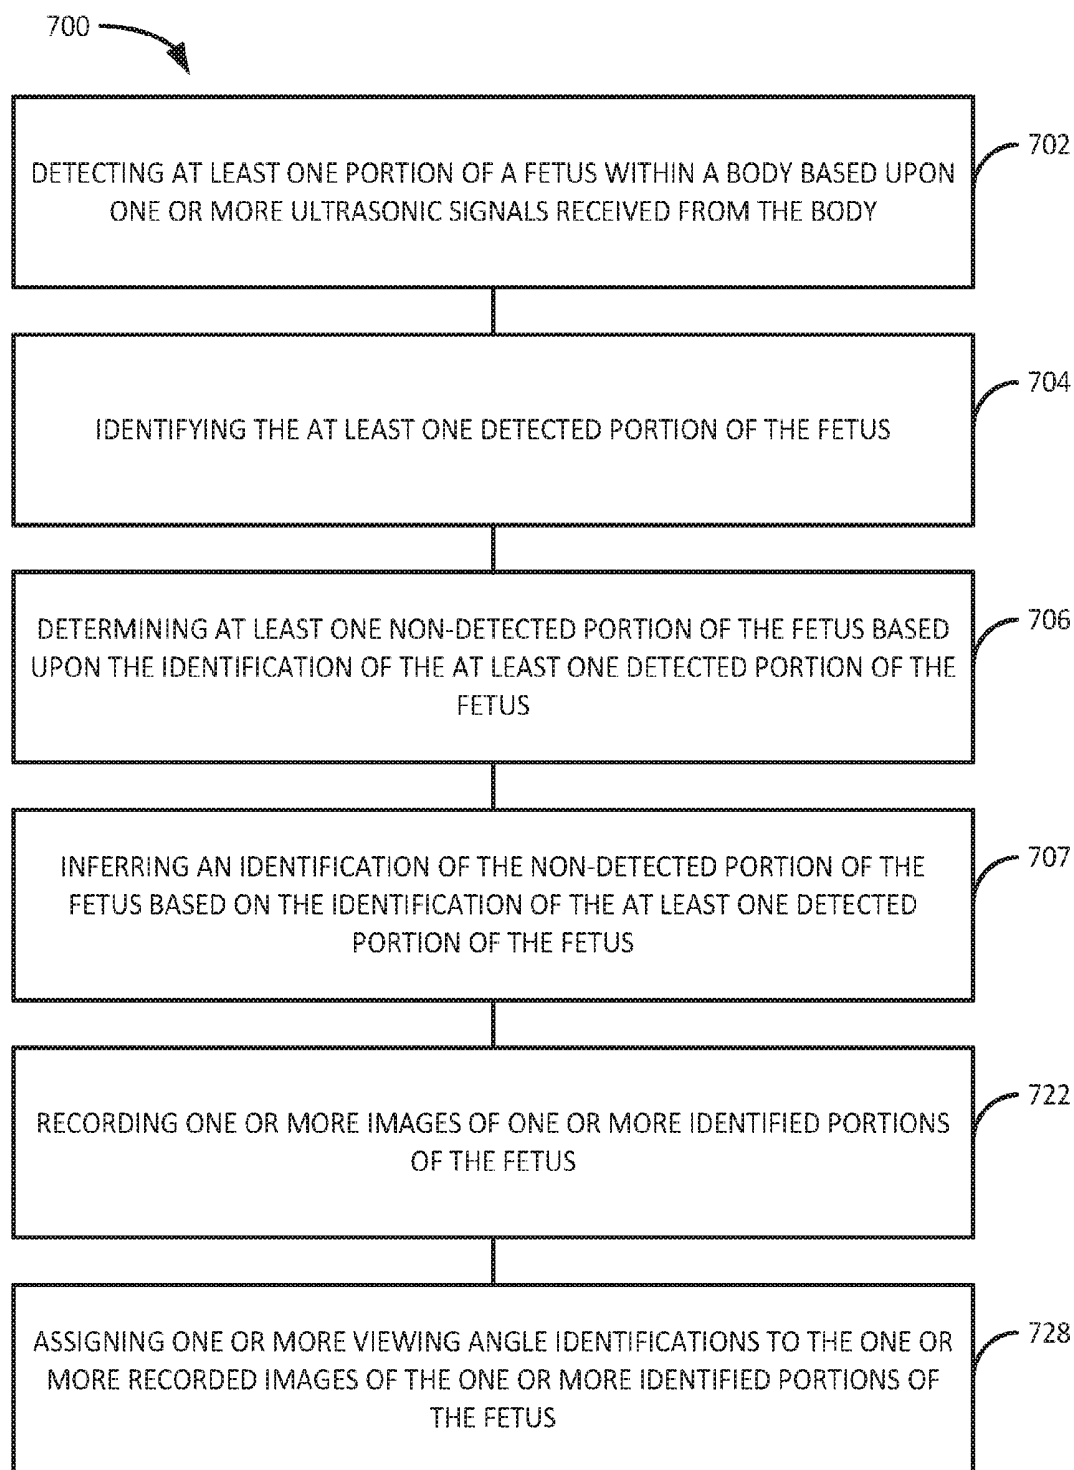 700
702
DETECTING AT LEAST ONE PORTION OF A FETUS WITHIN A BODY BASED UPON
ONE OR MORE ULTRASONIC SIGNALS RECEIVED FROM THE BODY
704
IDENTIFYING THE AT LEAST ONE DETECTED PORTION OF THE FETUS
706
DETERMINING AT LEAST ONE NON-DETECTED PORTION OF THE FETUS BASED
UPON THE IDENTIFICATION OF THE AT LEAST ONE DETECTED PORTION OF THE
FETUS
707
INFERRING AN IDENTIFICATION OF THE NON-DETECTED PORTION OF THE
FETUS BASED ON THE IDENTIFICATION OF THE AT LEAST ONE DETECTED
PORTION OF THE FETUS
722
RECORDING ONE OR MORE IMAGES OF ONE OR MORE IDENTIFIED PORTIONS
OF THE FETUS
728
ASSIGNING ONE OR MORE VIEWING ANGLE IDENTIFICATIONS TO THE ONE OR
MORE RECORDED IMAGES OF THE ONE OR MORE IDENTIFIED PORTIONS OF
THE FETUS